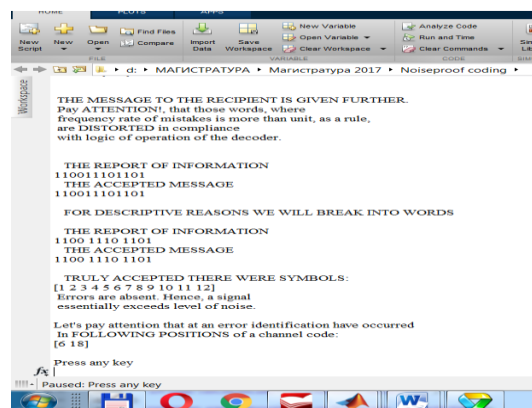 HOME PLOTS APPS
New Script
New
Open
Find Files
Compare
Import Data
Save Workspace
New Variable
Open Variable
Clear Workspace
Analyze Code
Run and Time
Clear Commands
FILE VARIABLE CODE
d: МАГИСТРАТУРА Магистратура 2017 Noiseproof coding
Workspace
THE MESSAGE TO THE RECIPIENT IS GIVEN FURTHER.
Pay ATTENTION!, that those words, where
frequency rate of mistakes is more than unit, as a rule,
are DISTORTED in compliance
with logic of operation of the decoder.
THE REPORT OF INFORMATION
110011101101
THE ACCEPTED MESSAGE
110011101101
FOR DESCRIPTIVE REASONS WE WILL BREAK INTO WORDS
THE REPORT OF INFORMATION
1100 1110 1101
THE ACCEPTED MESSAGE
1100 1110 1101
TRULY ACCEPTED THERE WERE SYMBOLS:
[1 2 3 4 5 6 7 8 9 10 11 12]
Errors are absent. Hence, a signal
essentially exceeds level of noise.
Let's pay attention that at an error identification have occurred
In FOLLOWING POSITIONS of a channel code:
[6 18]
Press any key
fx
Paused: Press any key